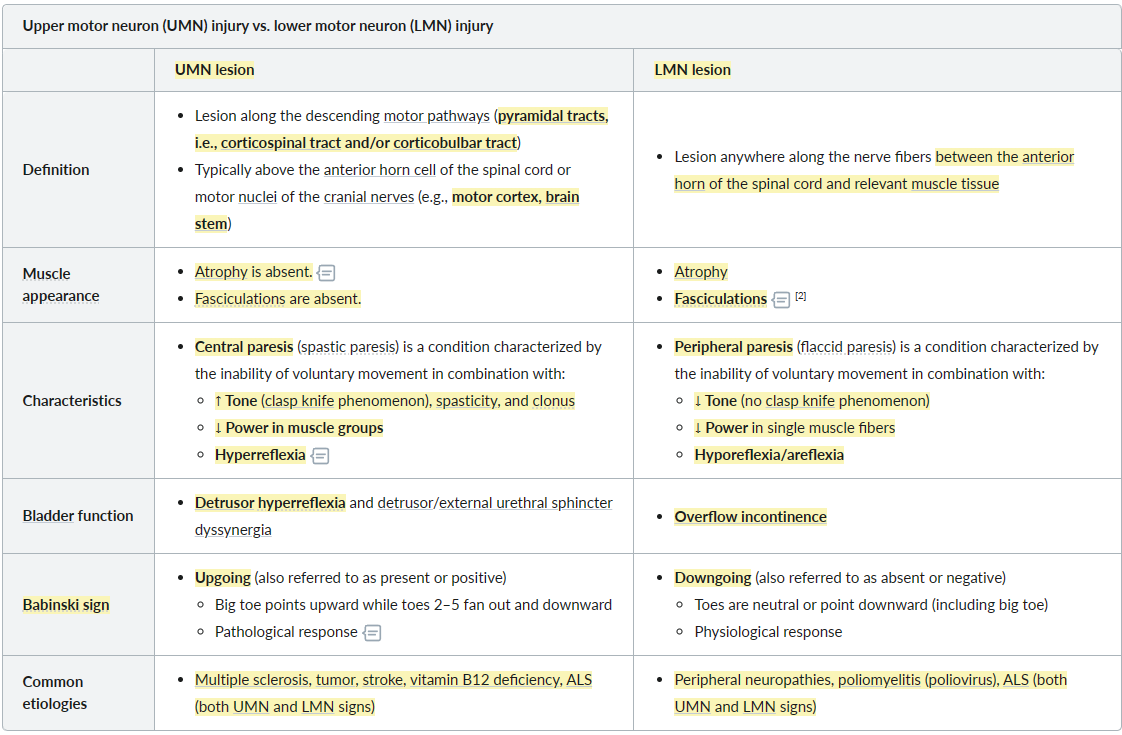 Upper motor neuron (UMN) injury vs. lower motor neuron (LMN) injury
UMN lesion
LMN lesion
Definition
• Lesion along the descending motor pathways (pyramidal tracts,
i.e., corticospinal tract and/or corticobulbar tract)
• Typically above the anterior horn cell of the spinal cord or
motor nuclei of the cranial nerves (e.g., motor cortex, brain
stem)
• Lesion anywhere along the nerve fibers between the anterior
horn of the spinal cord and relevant muscle tissue
Muscle
appearance
• Atrophy is absent.
• Fasciculations are absent.
• Atrophy
• Fasciculations [2]
Characteristics
• Central paresis (spastic paresis) is a condition characterized by
the inability of voluntary movement in combination with:
◦ ↑ Tone (clasp knife phenomenon), spasticity, and clonus
◦ ↓ Power in muscle groups
◦ Hyperreflexia
• Peripheral paresis (flaccid paresis) is a condition characterized by
the inability of voluntary movement in combination with:
◦ ↓ Tone (no clasp knife phenomenon)
◦ ↓ Power in single muscle fibers
◦ Hyporeflexia/areflexia
Bladder function
• Detrusor hyperreflexia and detrusor/external urethral sphincter
dyssynergia
• Overflow incontinence
Babinski sign
• Upgoing (also referred to as present or positive)
◦ Big toe points upward while toes 2–5 fan out and downward
◦ Pathological response
• Downgoing (also referred to as absent or negative)
◦ Toes are neutral or point downward (including big toe)
◦ Physiological response
Common
etiologies
• Multiple sclerosis, tumor, stroke, vitamin B12 deficiency, ALS
(both UMN and LMN signs)
• Peripheral neuropathies, poliomyelitis (poliovirus), ALS (both
UMN and LMN signs)